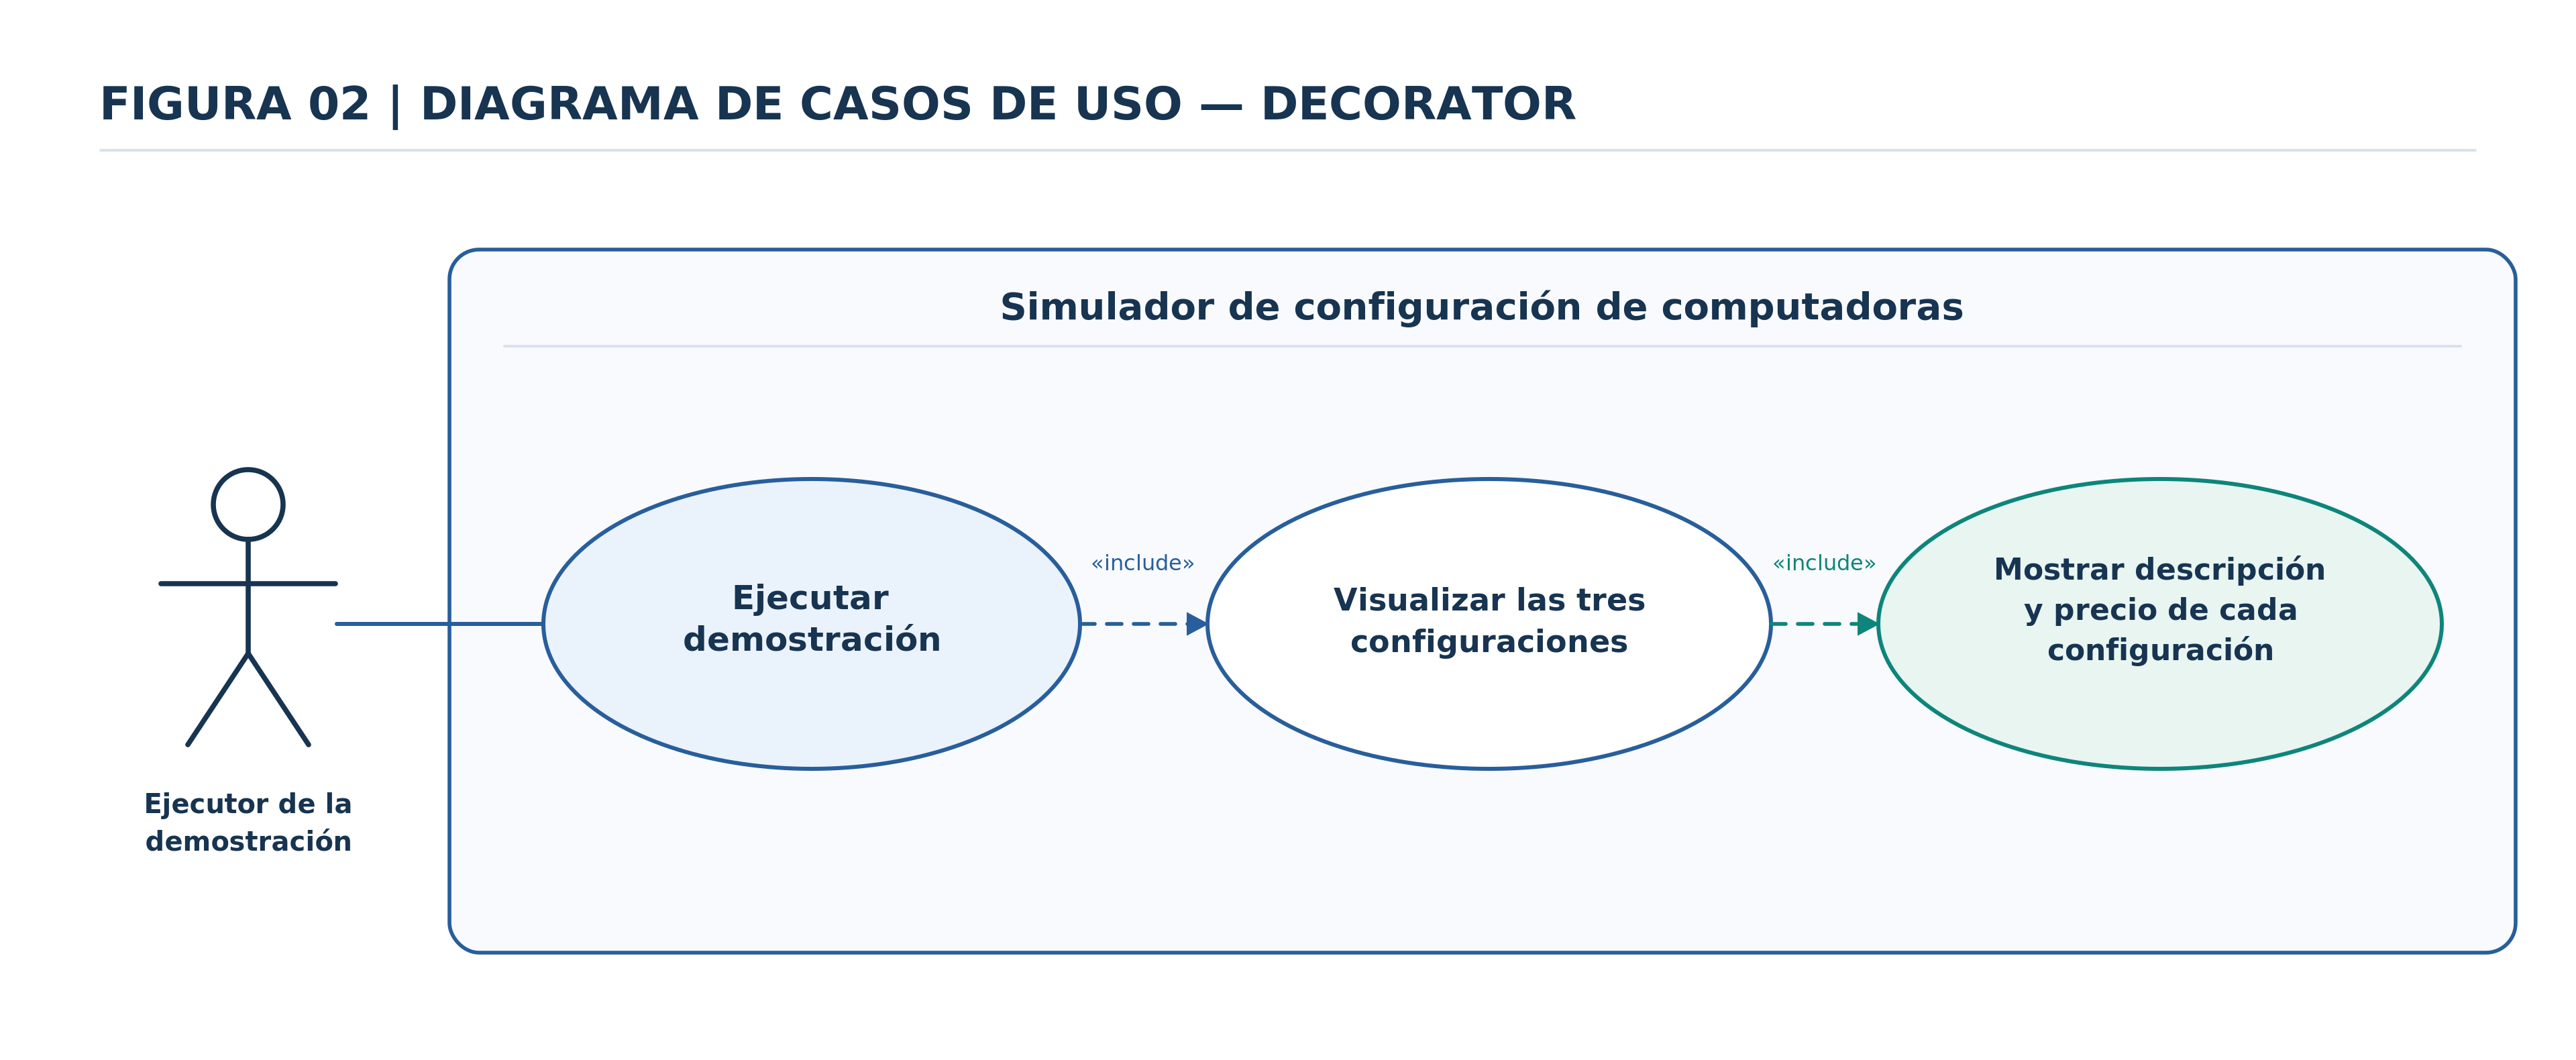 FIGURA 02 | DIAGRAMA DE CASOS DE USO — DECORATOR
Simulador de configuración de computadoras
Ejecutar
demostración
«include»
Visualizar las tres
configuraciones
«include»
Mostrar descripción
y precio de cada
configuración
Ejecutor de la
demostración